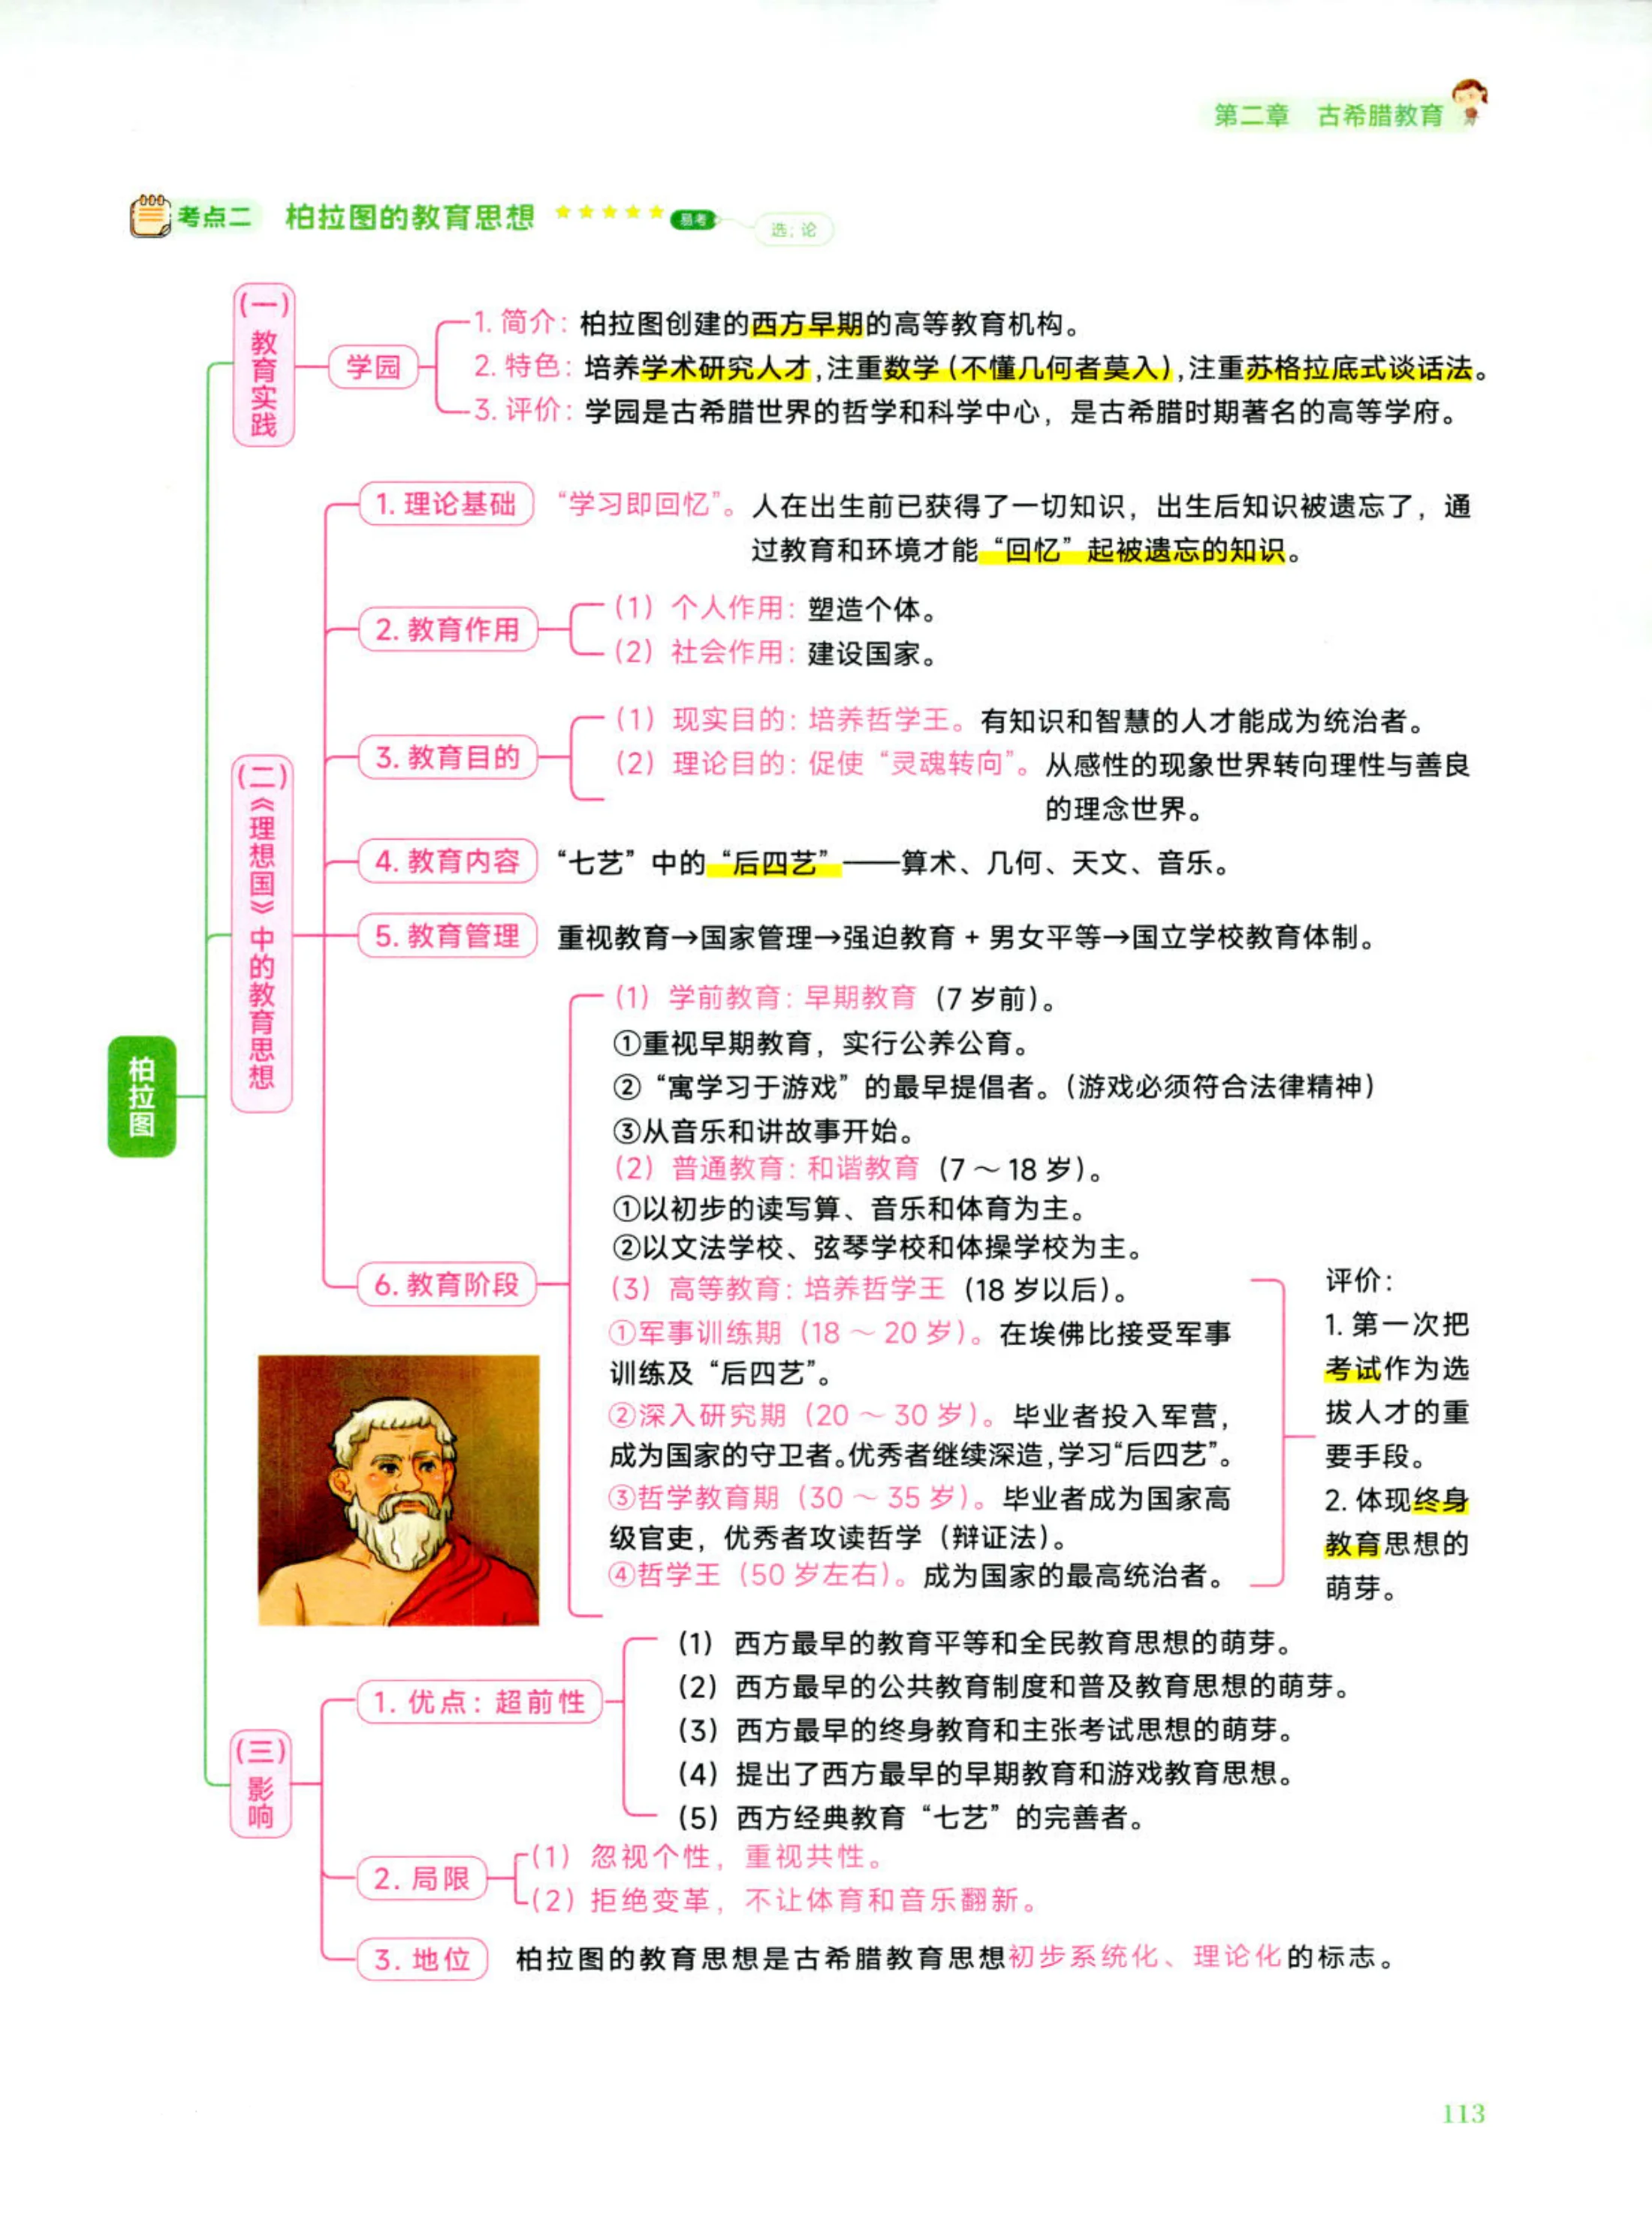 第二章 古希腊教育
考点二 柏拉图的教育思想 ★★★★★ 易考 选；论
柏拉图
(一)教育实践
学园
1. 简介：柏拉图创建的西方早期的高等教育机构。
2. 特色：培养学术研究人才，注重数学（不懂几何者莫入），注重苏格拉底式谈话法。
3. 评价：学园是古希腊世界的哲学和科学中心，是古希腊时期著名的高等学府。
(二)《理想国》中的教育思想
1. 理论基础 “学习即回忆”。人在出生前已获得了一切知识，出生后知识被遗忘了，通
过教育和环境才能“回忆”起被遗忘的知识。
2. 教育作用
（1）个人作用：塑造个体。
（2）社会作用：建设国家。
3. 教育目的
（1）现实目的：培养哲学王。有知识和智慧的人才能成为统治者。
（2）理论目的：促使“灵魂转向”。从感性的现象世界转向理性与善良
的理念世界。
4. 教育内容 “七艺”中的“后四艺”——算术、几何、天文、音乐。
5. 教育管理 重视教育→国家管理→强迫教育 + 男女平等→国立学校教育体制。
6. 教育阶段
（1）学前教育：早期教育（7 岁前）。
①重视早期教育，实行公养公育。
②“寓学习于游戏”的最早提倡者。（游戏必须符合法律精神）
③从音乐和讲故事开始。
（2）普通教育：和谐教育（7 ～ 18 岁）。
①以初步的读写算、音乐和体育为主。
②以文法学校、弦琴学校和体操学校为主。
（3）高等教育：培养哲学王（18 岁以后）。
①军事训练期（18 ～ 20 岁）。在埃佛比接受军事
训练及“后四艺”。
②深入研究期（20 ～ 30 岁）。毕业者投入军营，
成为国家的守卫者。优秀者继续深造，学习“后四艺”。
③哲学教育期（30 ～ 35 岁）。毕业者成为国家高
级官吏，优秀者攻读哲学（辩证法）。
④哲学王（50 岁左右）。成为国家的最高统治者。
评价：
1. 第一次把
考试作为选
拔人才的重
要手段。
2. 体现终身
教育思想的
萌芽。
(三)影响
1. 优点：超前性
（1）西方最早的教育平等和全民教育思想的萌芽。
（2）西方最早的公共教育制度和普及教育思想的萌芽。
（3）西方最早的终身教育和主张考试思想的萌芽。
（4）提出了西方最早的早期教育和游戏教育思想。
（5）西方经典教育“七艺”的完善者。
2. 局限
（1）忽视个性，重视共性。
（2）拒绝变革，不让体育和音乐翻新。
3. 地位 柏拉图的教育思想是古希腊教育思想初步系统化、理论化的标志。
113